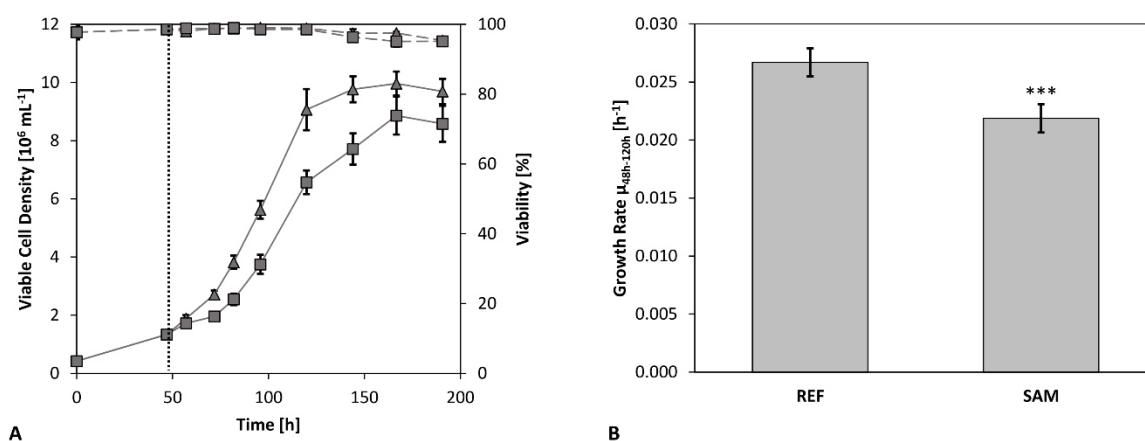 12
10
8
6
4
2
0
Viable Cell Density [10⁶ mL⁻¹]
100
80
60
40
20
0
Viability [%]
0 50 100 150 200
Time [h]
A
0.030
0.025
0.020
0.015
0.010
0.005
0.000
Growth Rate µ₄₈ₕ₋₁₂₀ₕ [h⁻¹]
***
REF SAM
B